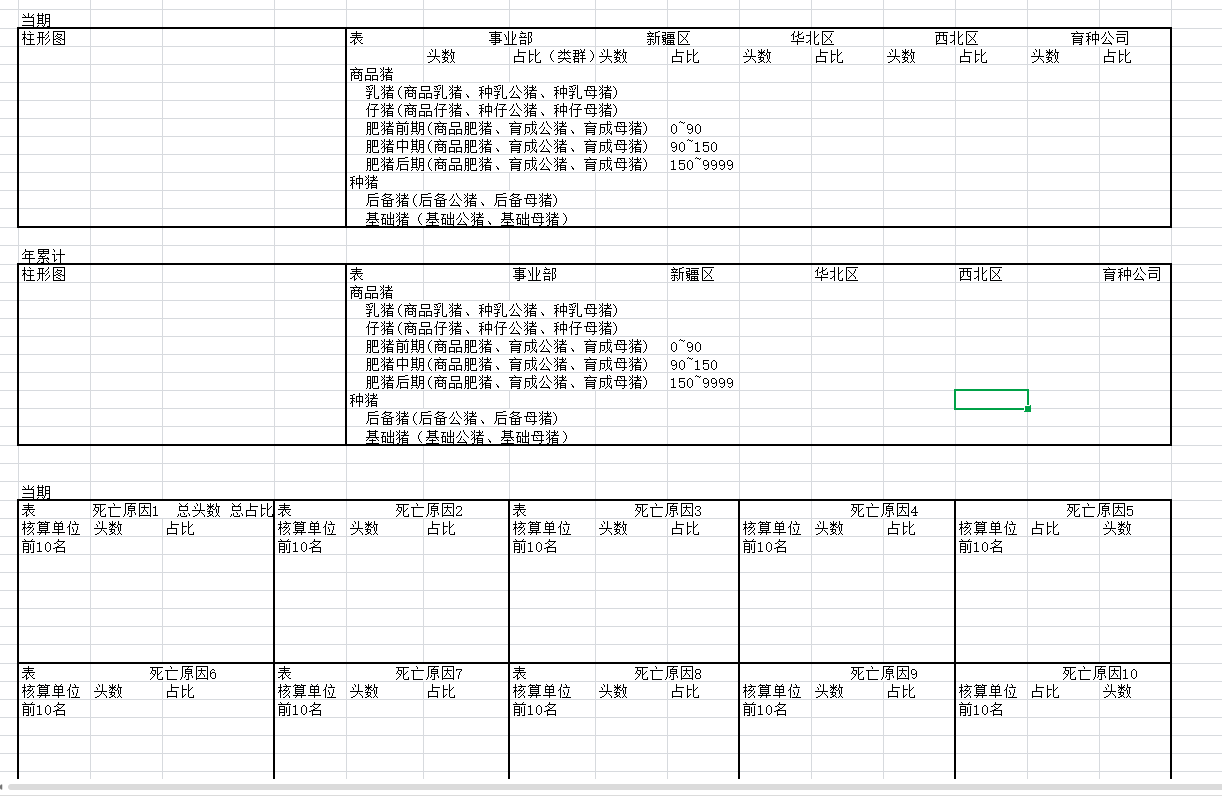 当期
柱形图 表 事业部 新疆区 华北区 西北区 育种公司
头数 占比（类群）头数 占比 头数 占比 头数 占比 头数 占比
商品猪
乳猪(商品乳猪、种乳公猪、种乳母猪)
仔猪(商品仔猪、种仔公猪、种仔母猪)
肥猪前期(商品肥猪、育成公猪、育成母猪) 0~90
肥猪中期(商品肥猪、育成公猪、育成母猪) 90~150
肥猪后期(商品肥猪、育成公猪、育成母猪) 150~9999
种猪
后备猪(后备公猪、后备母猪)
基础猪（基础公猪、基础母猪）
年累计
柱形图 表 事业部 新疆区 华北区 西北区 育种公司
商品猪
乳猪(商品乳猪、种乳公猪、种乳母猪)
仔猪(商品仔猪、种仔公猪、种仔母猪)
肥猪前期(商品肥猪、育成公猪、育成母猪) 0~90
肥猪中期(商品肥猪、育成公猪、育成母猪) 90~150
肥猪后期(商品肥猪、育成公猪、育成母猪) 150~9999
种猪
后备猪(后备公猪、后备母猪)
基础猪（基础公猪、基础母猪）
当期
表 死亡原因1 总头数 总占比 表 死亡原因2 表 死亡原因3 死亡原因4 死亡原因5
核算单位 头数 占比 核算单位 头数 占比 核算单位 头数 占比 核算单位 头数 占比 核算单位 占比 头数
前10名 前10名 前10名 前10名 前10名
表 死亡原因6 表 死亡原因7 表 死亡原因8 死亡原因9 死亡原因10
核算单位 头数 占比 核算单位 头数 占比 核算单位 头数 占比 核算单位 头数 占比 核算单位 占比 头数
前10名 前10名 前10名 前10名 前10名